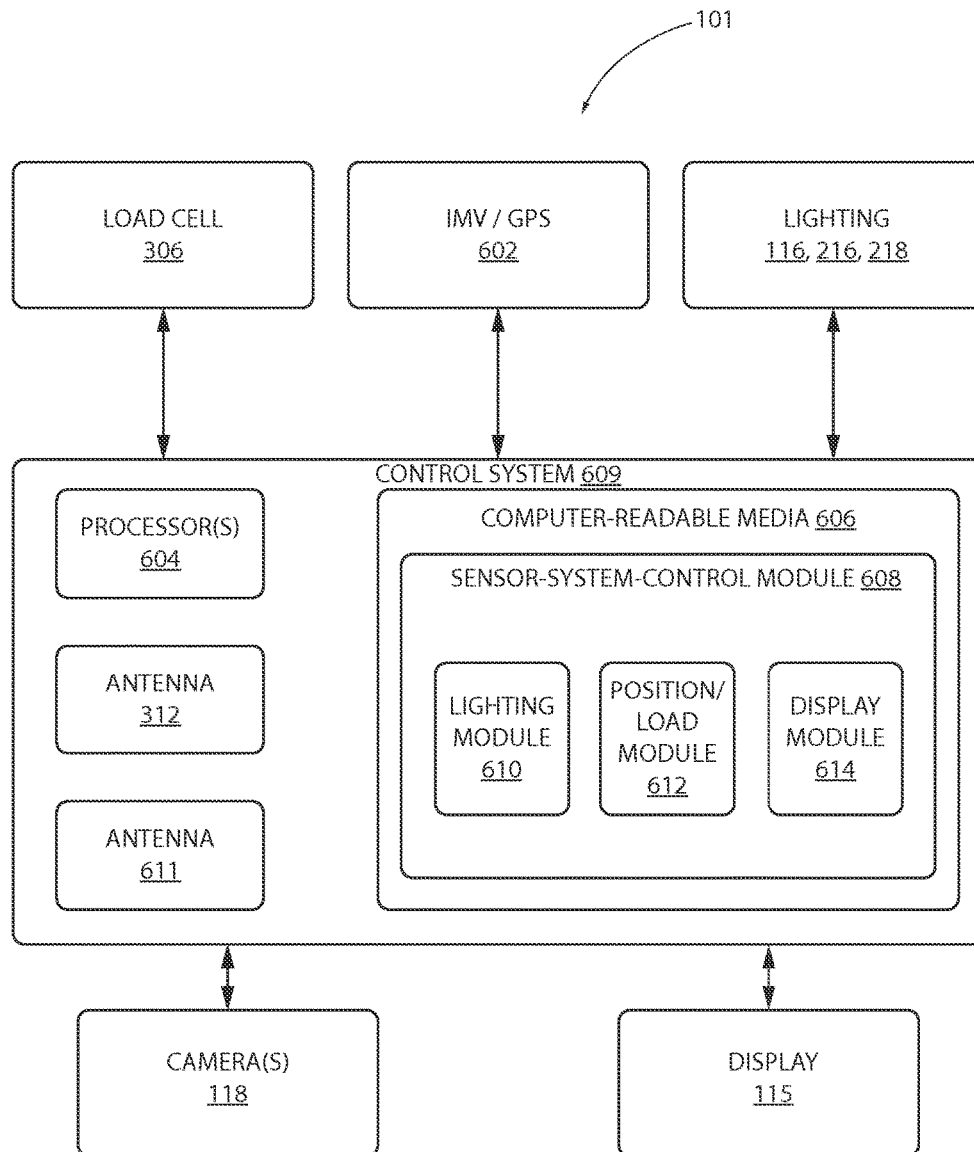 101
LOAD CELL
306
IMV / GPS
602
LIGHTING
116, 216, 218
CONTROL SYSTEM 609
PROCESSOR(S)
604
ANTENNA
312
ANTENNA
611
COMPUTER-READABLE MEDIA 606
SENSOR-SYSTEM-CONTROL MODULE 608
LIGHTING
MODULE
610
POSITION/
LOAD
MODULE
612
DISPLAY
MODULE
614
CAMERA(S)
118
DISPLAY
115